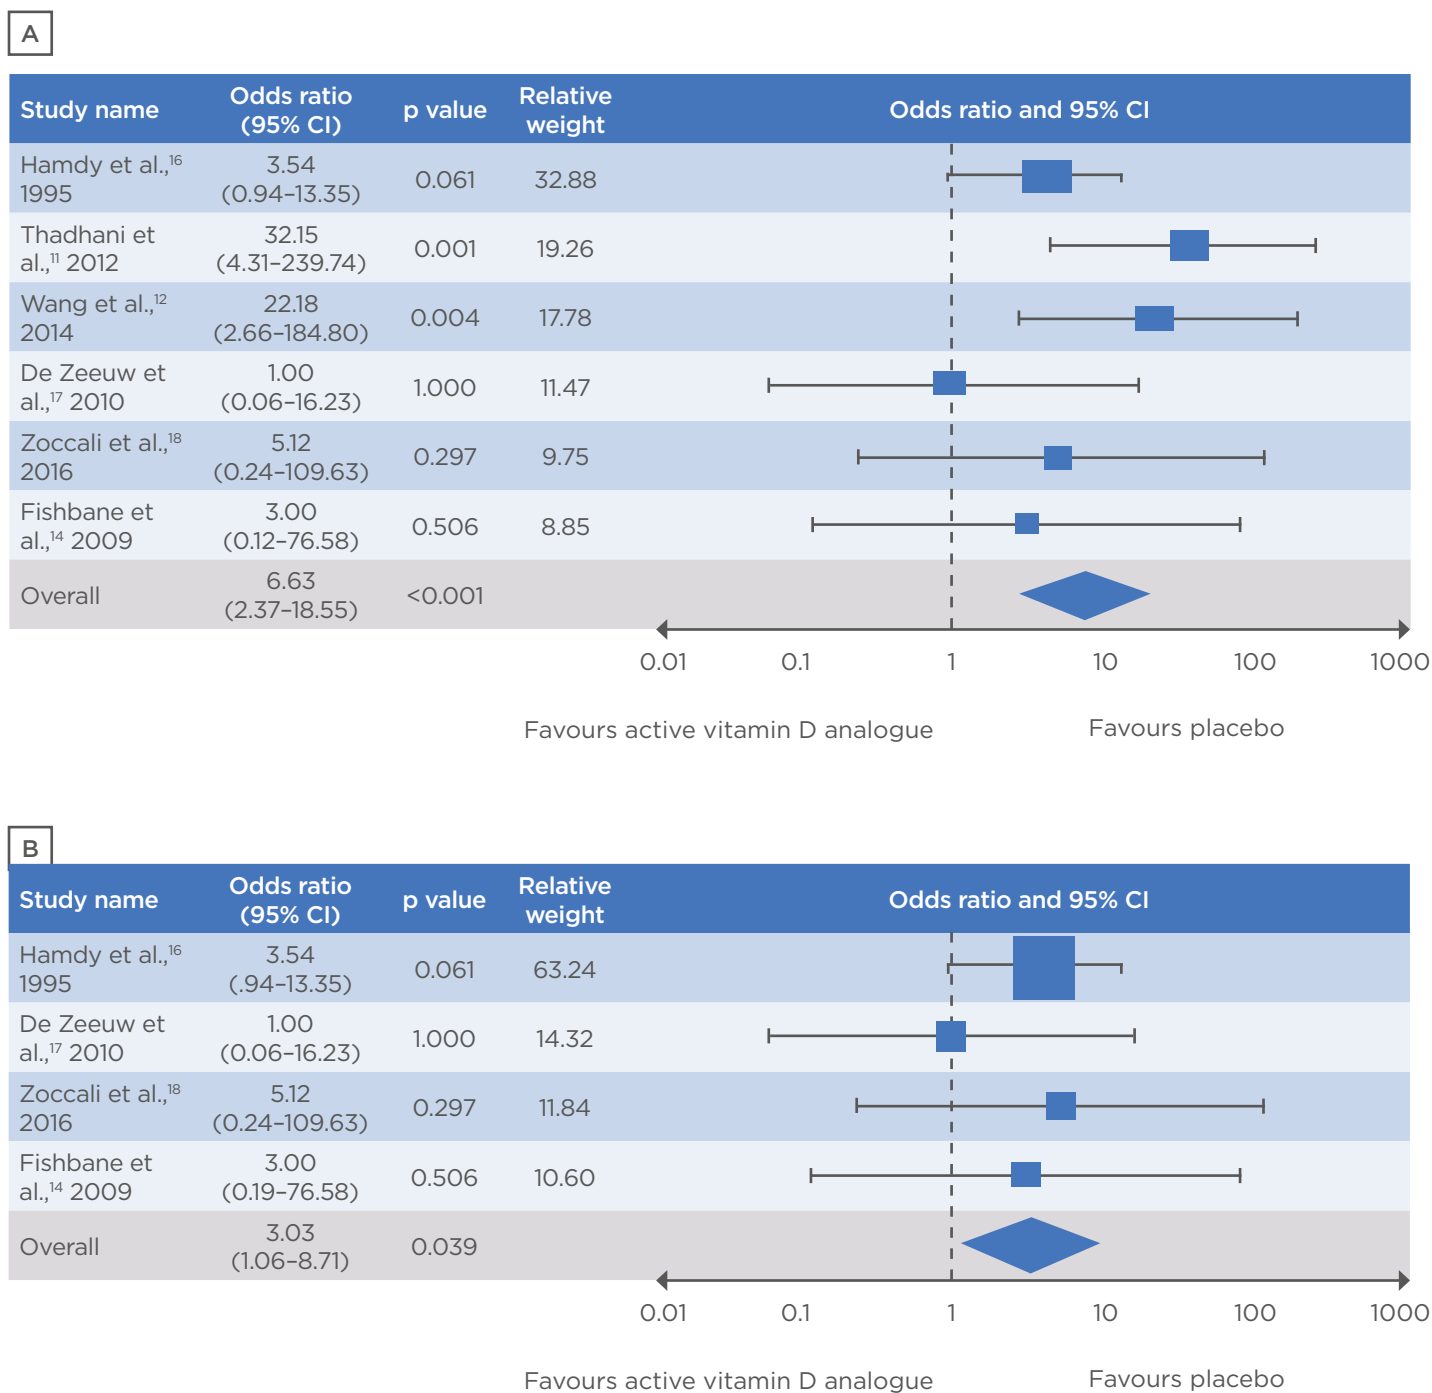 A
Study name Odds ratio (95% CI) p value Relative weight Odds ratio and 95% CI
Hamdy et al.,16 1995 3.54 (0.94–13.35) 0.061 32.88
Thadhani et al.,11 2012 32.15 (4.31–239.74) 0.001 19.26
Wang et al.,12 2014 22.18 (2.66–184.80) 0.004 17.78
De Zeeuw et al.,17 2010 1.00 (0.06–16.23) 1.000 11.47
Zoccali et al.,18 2016 5.12 (0.24–109.63) 0.297 9.75
Fishbane et al.,14 2009 3.00 (0.12–76.58) 0.506 8.85
Overall 6.63 (2.37–18.55) <0.001
0.01 0.1 1 10 100 1000
Favours active vitamin D analogue Favours placebo
B
Study name Odds ratio (95% CI) p value Relative weight Odds ratio and 95% CI
Hamdy et al.,16 1995 3.54 (.94–13.35) 0.061 63.24
De Zeeuw et al.,17 2010 1.00 (0.06–16.23) 1.000 14.32
Zoccali et al.,18 2016 5.12 (0.24–109.63) 0.297 11.84
Fishbane et al.,14 2009 3.00 (0.19–76.58) 0.506 10.60
Overall 3.03 (1.06–8.71) 0.039
0.01 0.1 1 10 100 1000
Favours active vitamin D analogue Favours placebo